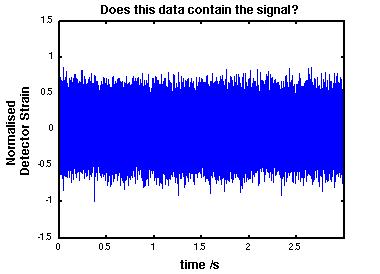 Does this data contain the signal?
1.5
1
0.5
0
-0.5
-1
-1.5
Normalised
Detector Strain
0 0.5 1 1.5 2 2.5
time /s